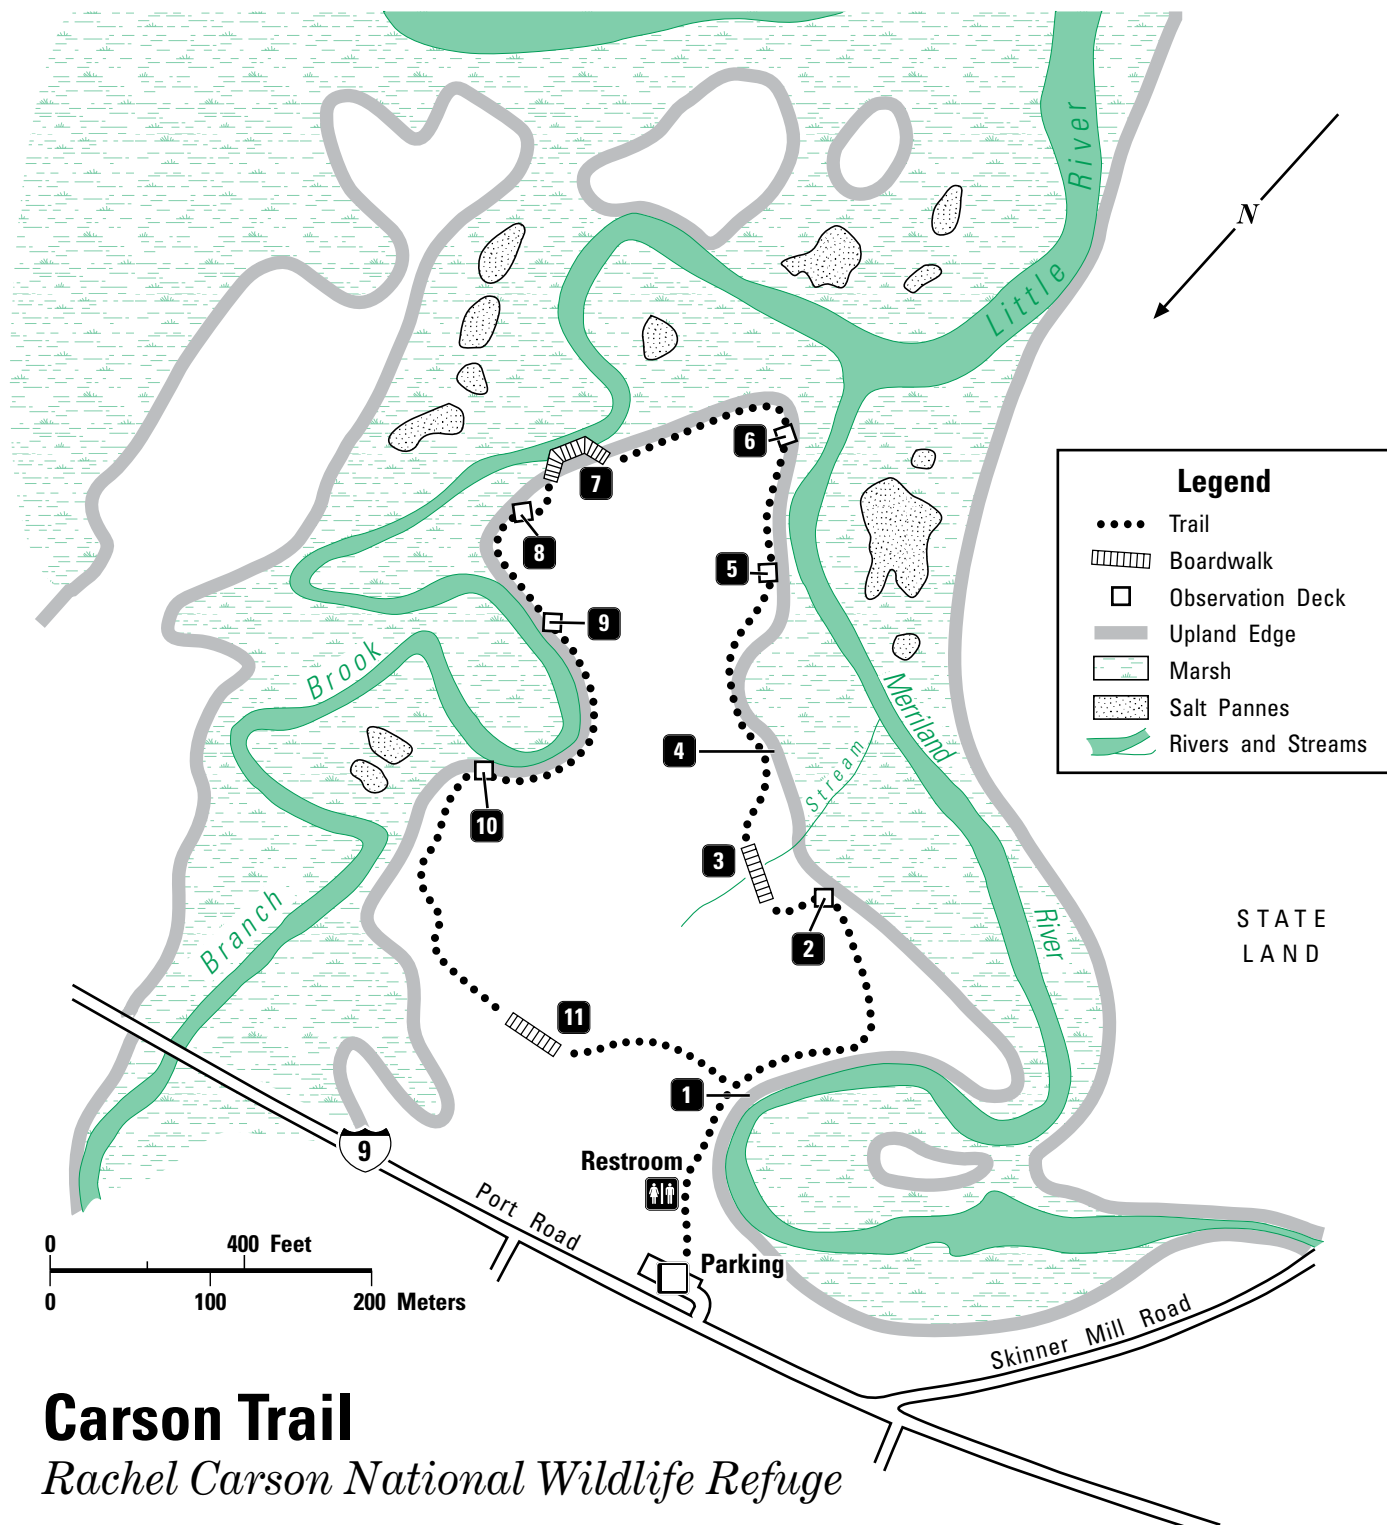 River
N
Little
6
7
8
5
9
Brook
4
Merriland
Stream
10
3
2
River
Branch
11
1
Legend
Trail
Boardwalk
Observation Deck
Upland Edge
Marsh
Salt Pannes
Rivers and Streams
STATE
LAND
9
Restroom
Port Road
Parking
Skinner Mill Road
0 400 Feet
0 100 200 Meters
Carson Trail
Rachel Carson National Wildlife Refuge